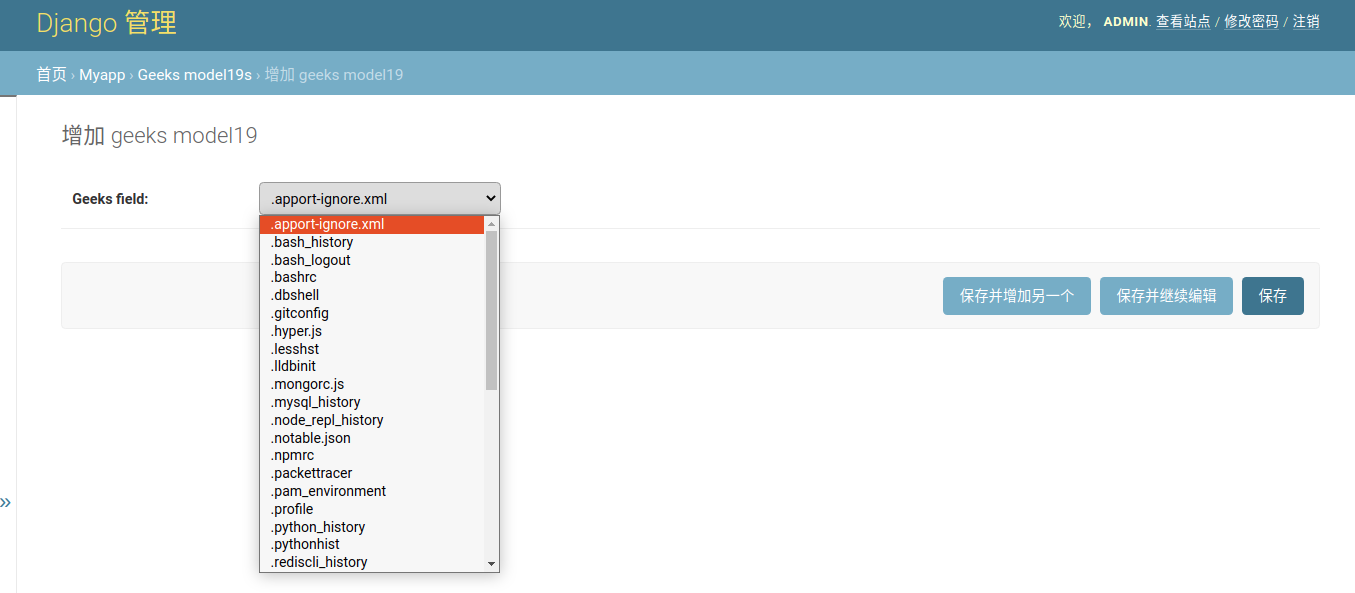 Django 管理
欢迎， ADMIN. 查看站点 / 修改密码 / 注销
首页 › Myapp › Geeks model19s › 增加 geeks model19
增加 geeks model19
Geeks field:
.apport-ignore.xml
.apport-ignore.xml
.bash_history
.bash_logout
.bashrc
.dbshell
.gitconfig
.hyper.js
.lesshst
.lldbinit
.mongorc.js
.mysql_history
.node_repl_history
.notable.json
.npmrc
.packettracer
.pam_environment
.profile
.python_history
.pythonhist
.rediscli_history
保存并增加另一个
保存并继续编辑
保存
»